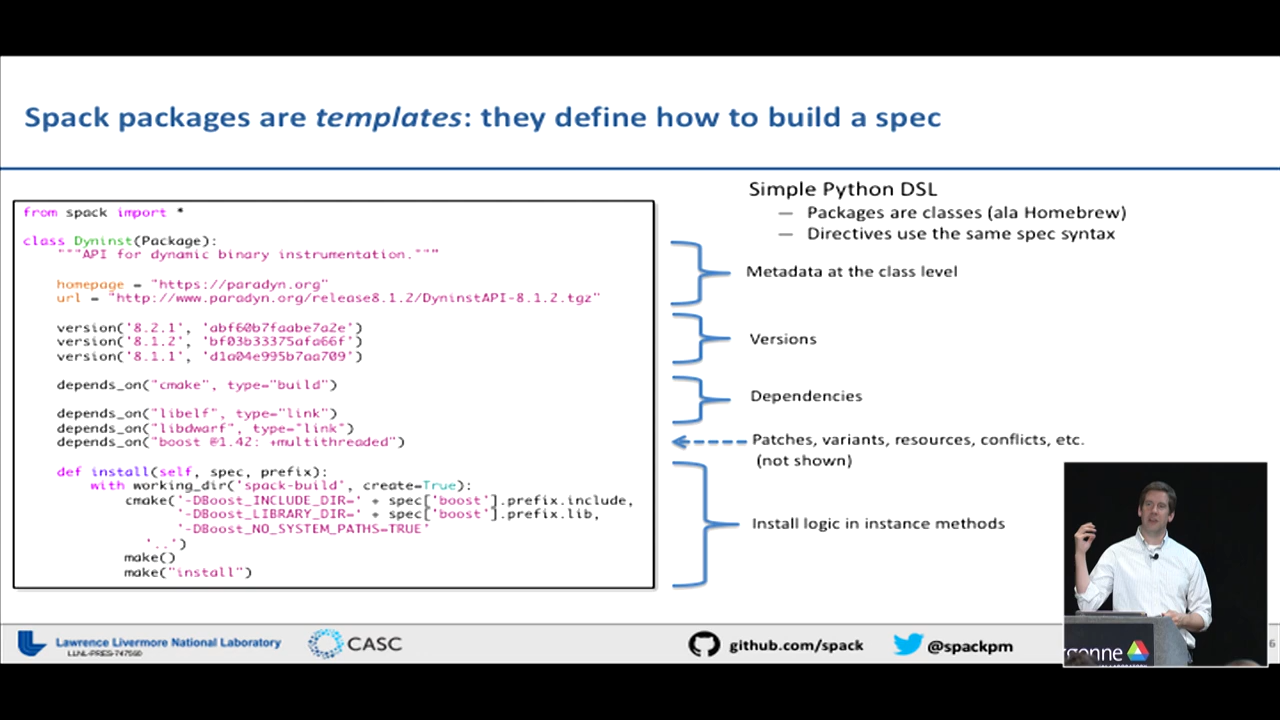 Spack packages are templates: they define how to build a spec
from spack import *
class Dyninst(Package):
"""API for dynamic binary instrumentation."""
homepage = "https://paradyn.org"
url = "http://www.paradyn.org/release8.1.2/DyninstAPI-8.1.2.tgz"
version('8.2.1', 'abf60b7faabe7a2e')
version('8.1.2', 'bf03b33375afa66f')
version('8.1.1', 'd1a04e995b7aa709')
depends_on("cmake", type="build")
depends_on("libelf", type="link")
depends_on("libdwarf", type="link")
depends_on("boost @1.42: +multithreaded")
def install(self, spec, prefix):
with working_dir('spack-build', create=True):
cmake('-DBoost_INCLUDE_DIR=' + spec['boost'].prefix.include,
'-DBoost_LIBRARY_DIR=' + spec['boost'].prefix.lib,
'-DBoost_NO_SYSTEM_PATHS=TRUE'
'..')
make()
make("install")
Simple Python DSL
— Packages are classes (ala Homebrew)
— Directives use the same spec syntax
Metadata at the class level
Versions
Dependencies
Patches, variants, resources, conflicts, etc.
(not shown)
Install logic in instance methods
Lawrence Livermore National Laboratory
LLNL-PRES-747560
CASC
github.com/spack
@spackpm
6
rgonne